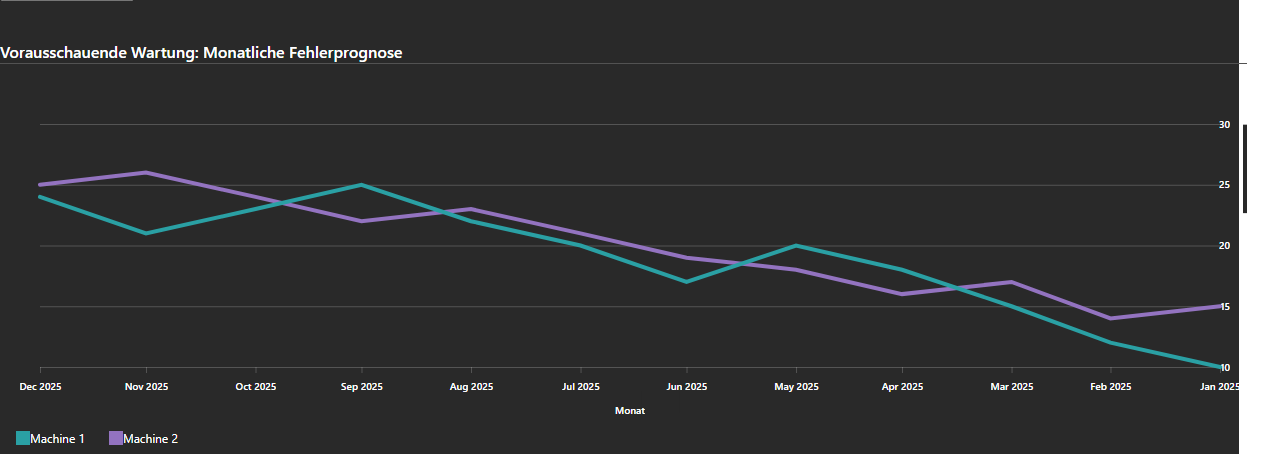 Vorausschauende Wartung: Monatliche Fehlerprognose
30
25
20
15
10
Dec 2025 Nov 2025 Oct 2025 Sep 2025 Aug 2025 Jul 2025 Jun 2025 May 2025 Apr 2025 Mar 2025 Feb 2025 Jan 2025
Monat
Machine 1 Machine 2